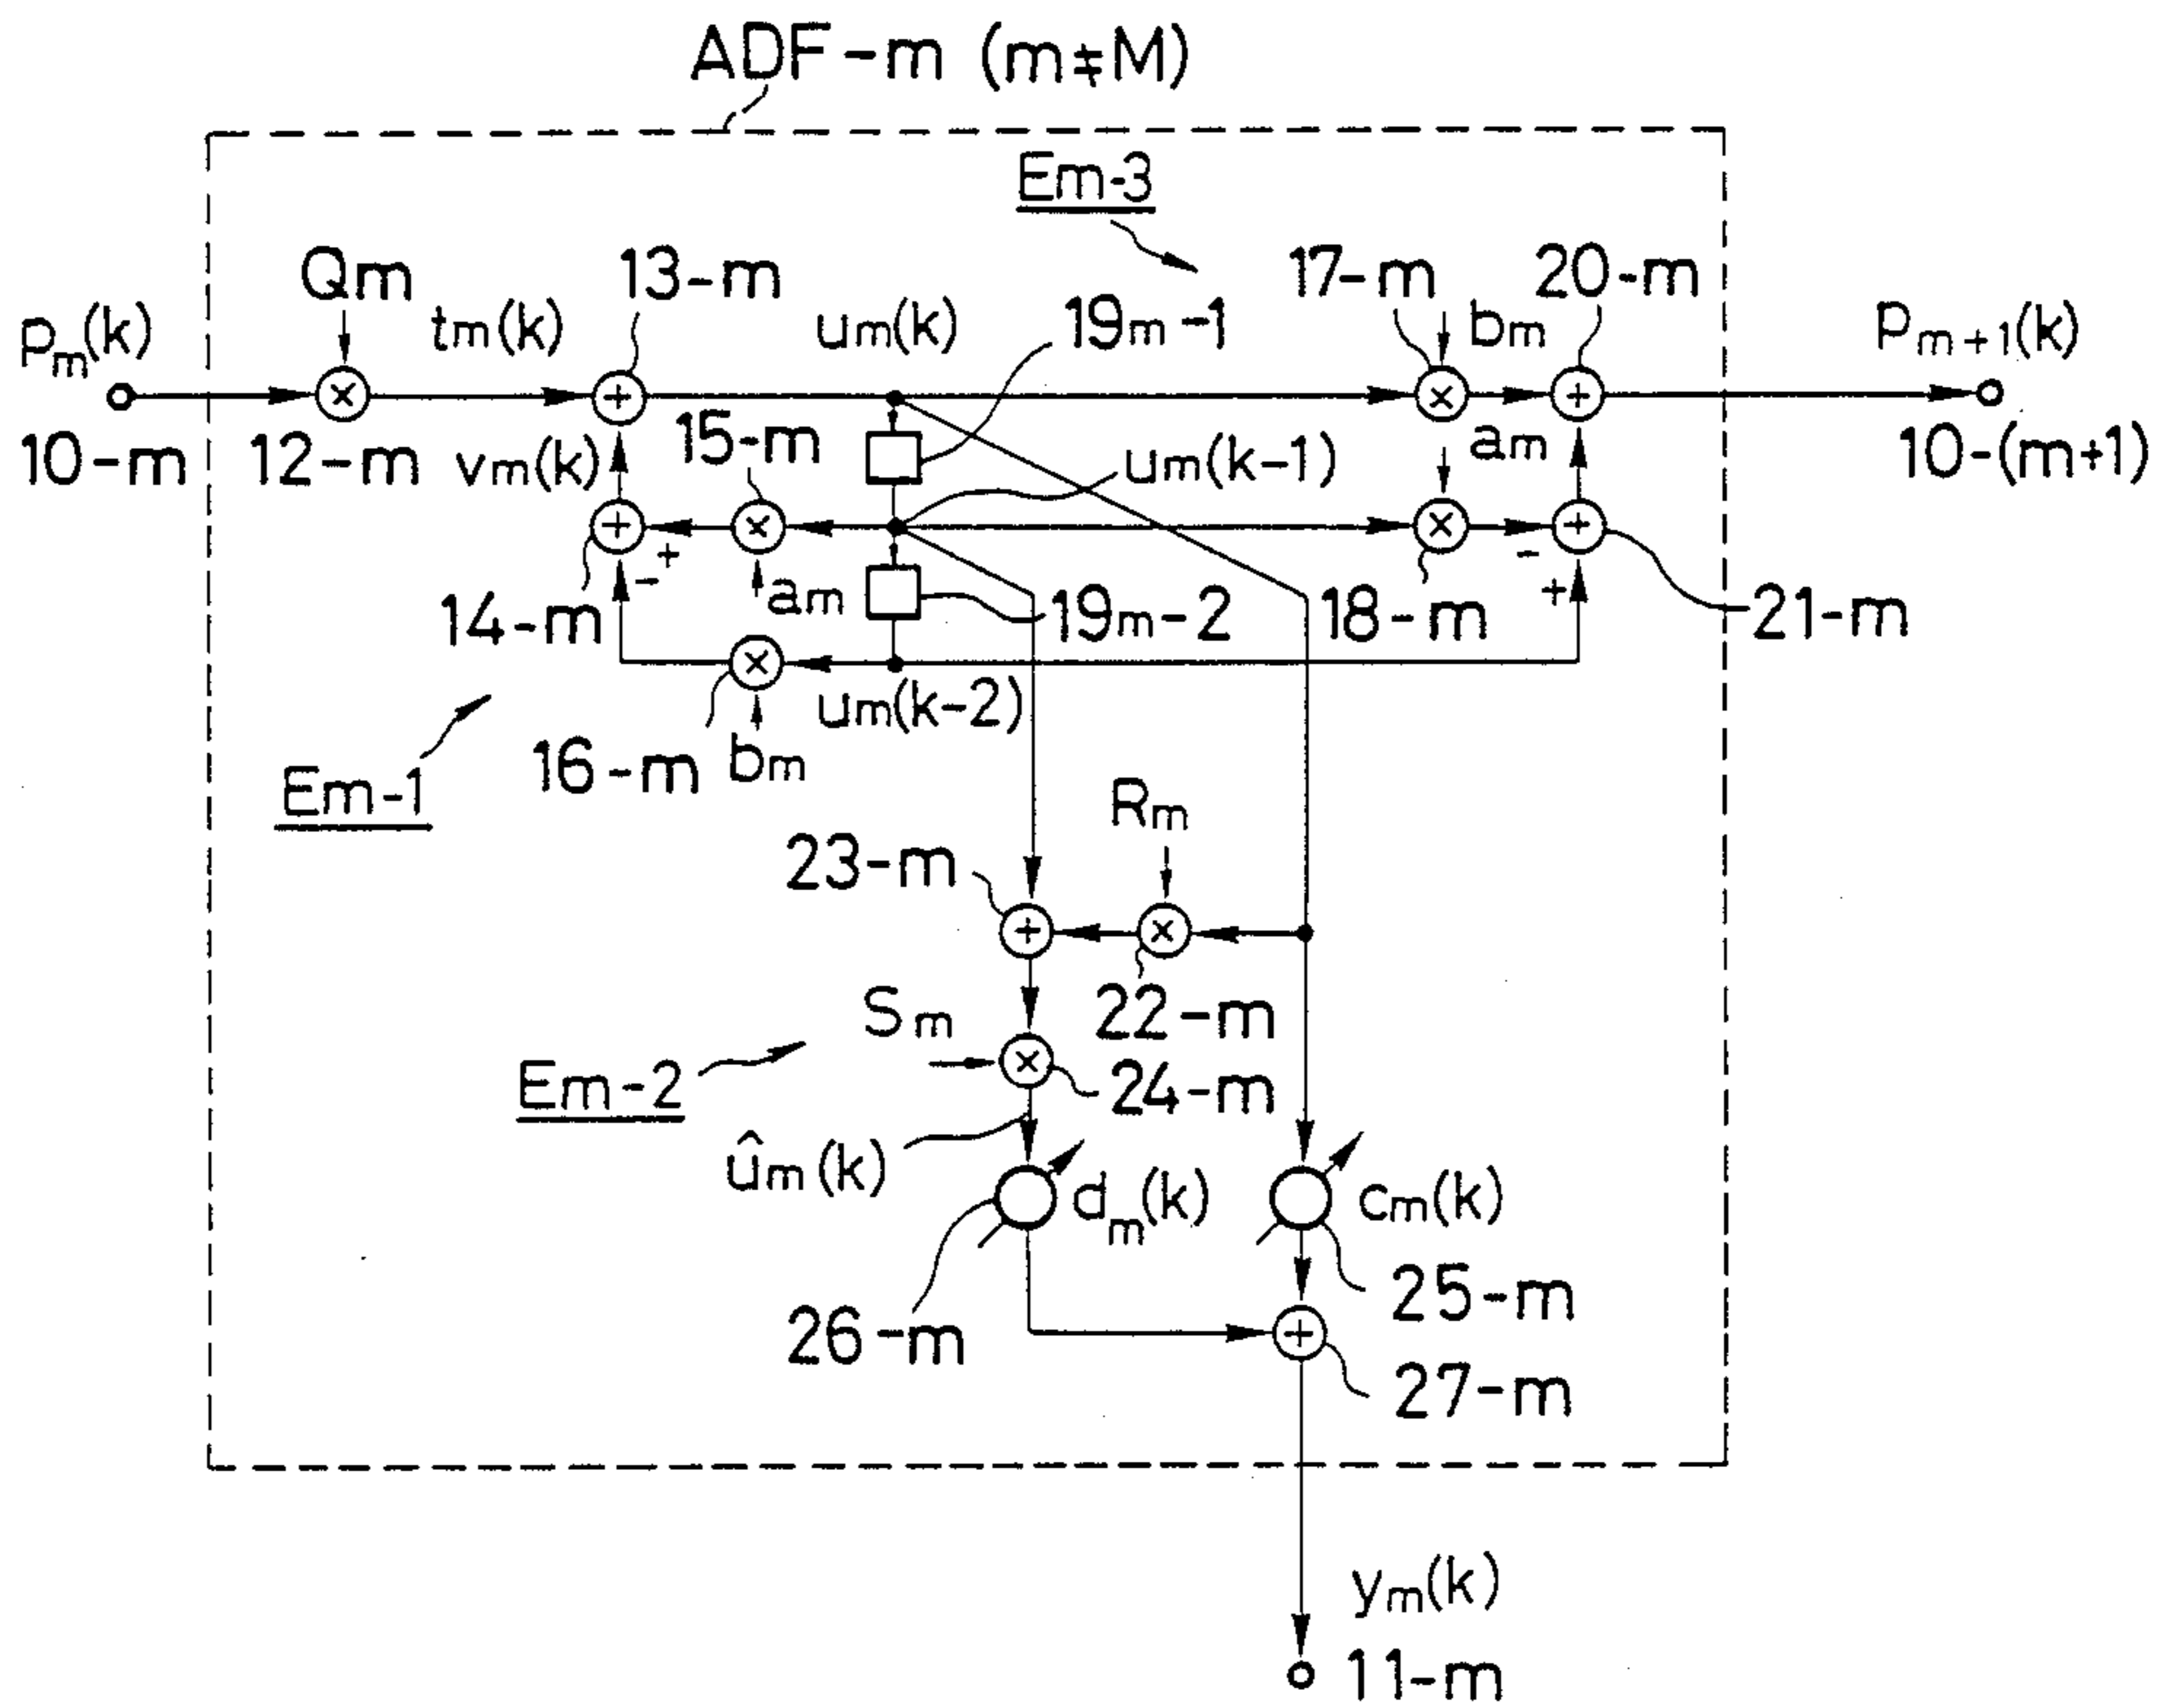 ADF-m (m≠M)
Em-3
Qm
13-m
17-m
20-m
pm(k)
tm(k)
um(k)
19m-1
bm
pm+1(k)
×
+
×
+
10-m
12-m
vm(k)
15-m
um(k-1)
am
10-(m+1)
+
×
×
+
+
-
-
+
14-m
am
19m-2
18-m
21-m
×
um(k-2)
16-m
bm
Em-1
Rm
23-m
+
×
Sm
22-m
×
Em-2
24-m
ûm(k)
dm(k)
cm(k)
26-m
25-m
+
27-m
ym(k)
11-m